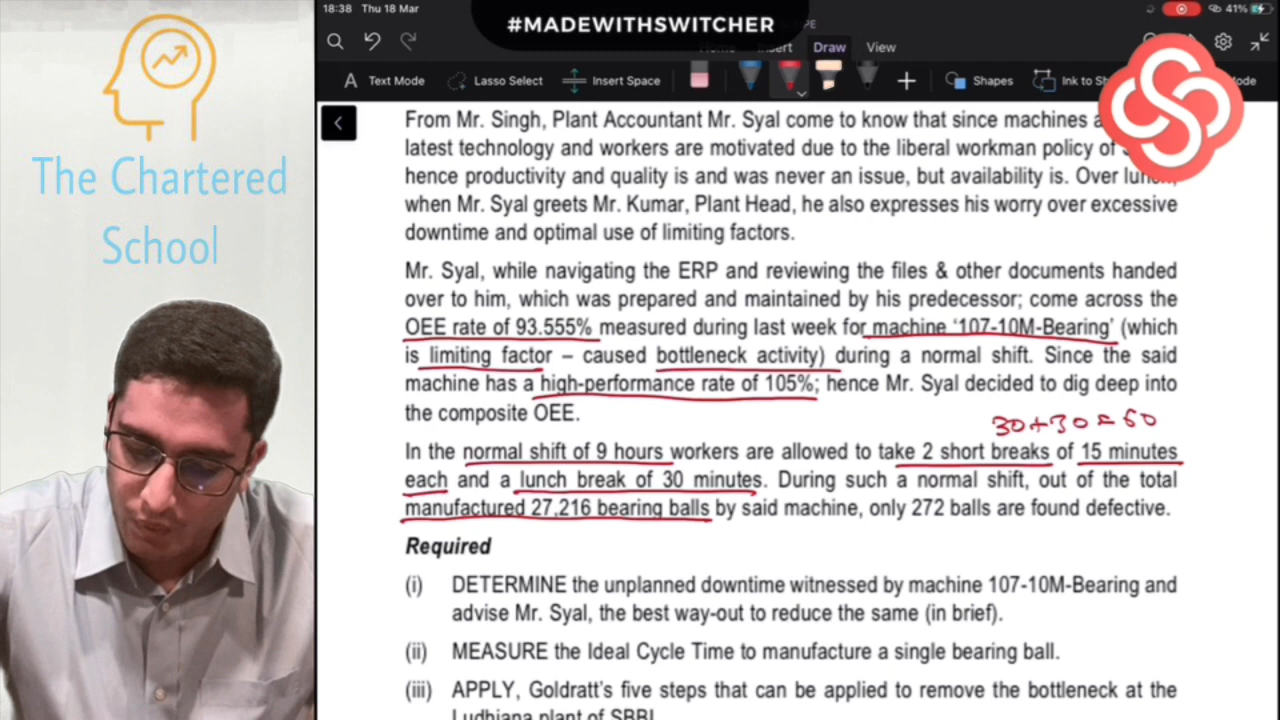 18:38 Thu 18 Mar
#MADEWITHSWITCHER
41%
Insert
Draw
View
Text Mode
Lasso Select
Insert Space
Shapes
Ink to
The Chartered
School
From Mr. Singh, Plant Accountant Mr. Syal come to know that since machines
latest technology and workers are motivated due to the liberal workman policy of
hence productivity and quality is and was never an issue, but availability is. Over lunch,
when Mr. Syal greets Mr. Kumar, Plant Head, he also expresses his worry over excessive
downtime and optimal use of limiting factors.
Mr. Syal, while navigating the ERP and reviewing the files & other documents handed
over to him, which was prepared and maintained by his predecessor; come across the
OEE rate of 93.555% measured during last week for machine '107-10M-Bearing' (which
is limiting factor – caused bottleneck activity) during a normal shift. Since the said
machine has a high-performance rate of 105%; hence Mr. Syal decided to dig deep into
the composite OEE.
30+30=60
In the normal shift of 9 hours workers are allowed to take 2 short breaks of 15 minutes
each and a lunch break of 30 minutes. During such a normal shift, out of the total
manufactured 27,216 bearing balls by said machine, only 272 balls are found defective.
Required
(i) DETERMINE the unplanned downtime witnessed by machine 107-10M-Bearing and
advise Mr. Syal, the best way-out to reduce the same (in brief).
(ii) MEASURE the Ideal Cycle Time to manufacture a single bearing ball.
(iii) APPLY, Goldratt's five steps that can be applied to remove the bottleneck at the
Ludhiana plant of SBBL